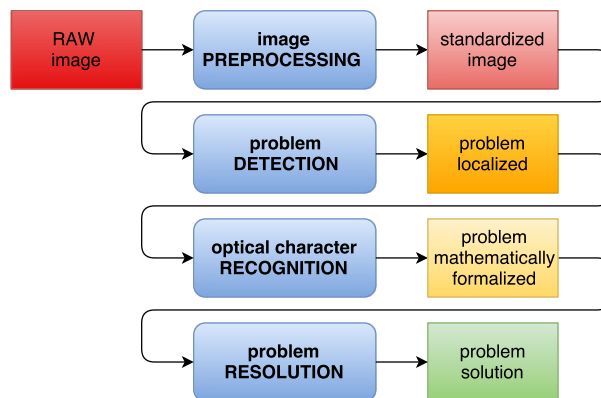 RAW
image
image
PREPROCESSING
standardized
image
problem
DETECTION
problem
localized
optical character
RECOGNITION
problem
mathematically
formalized
problem
RESOLUTION
problem
solution